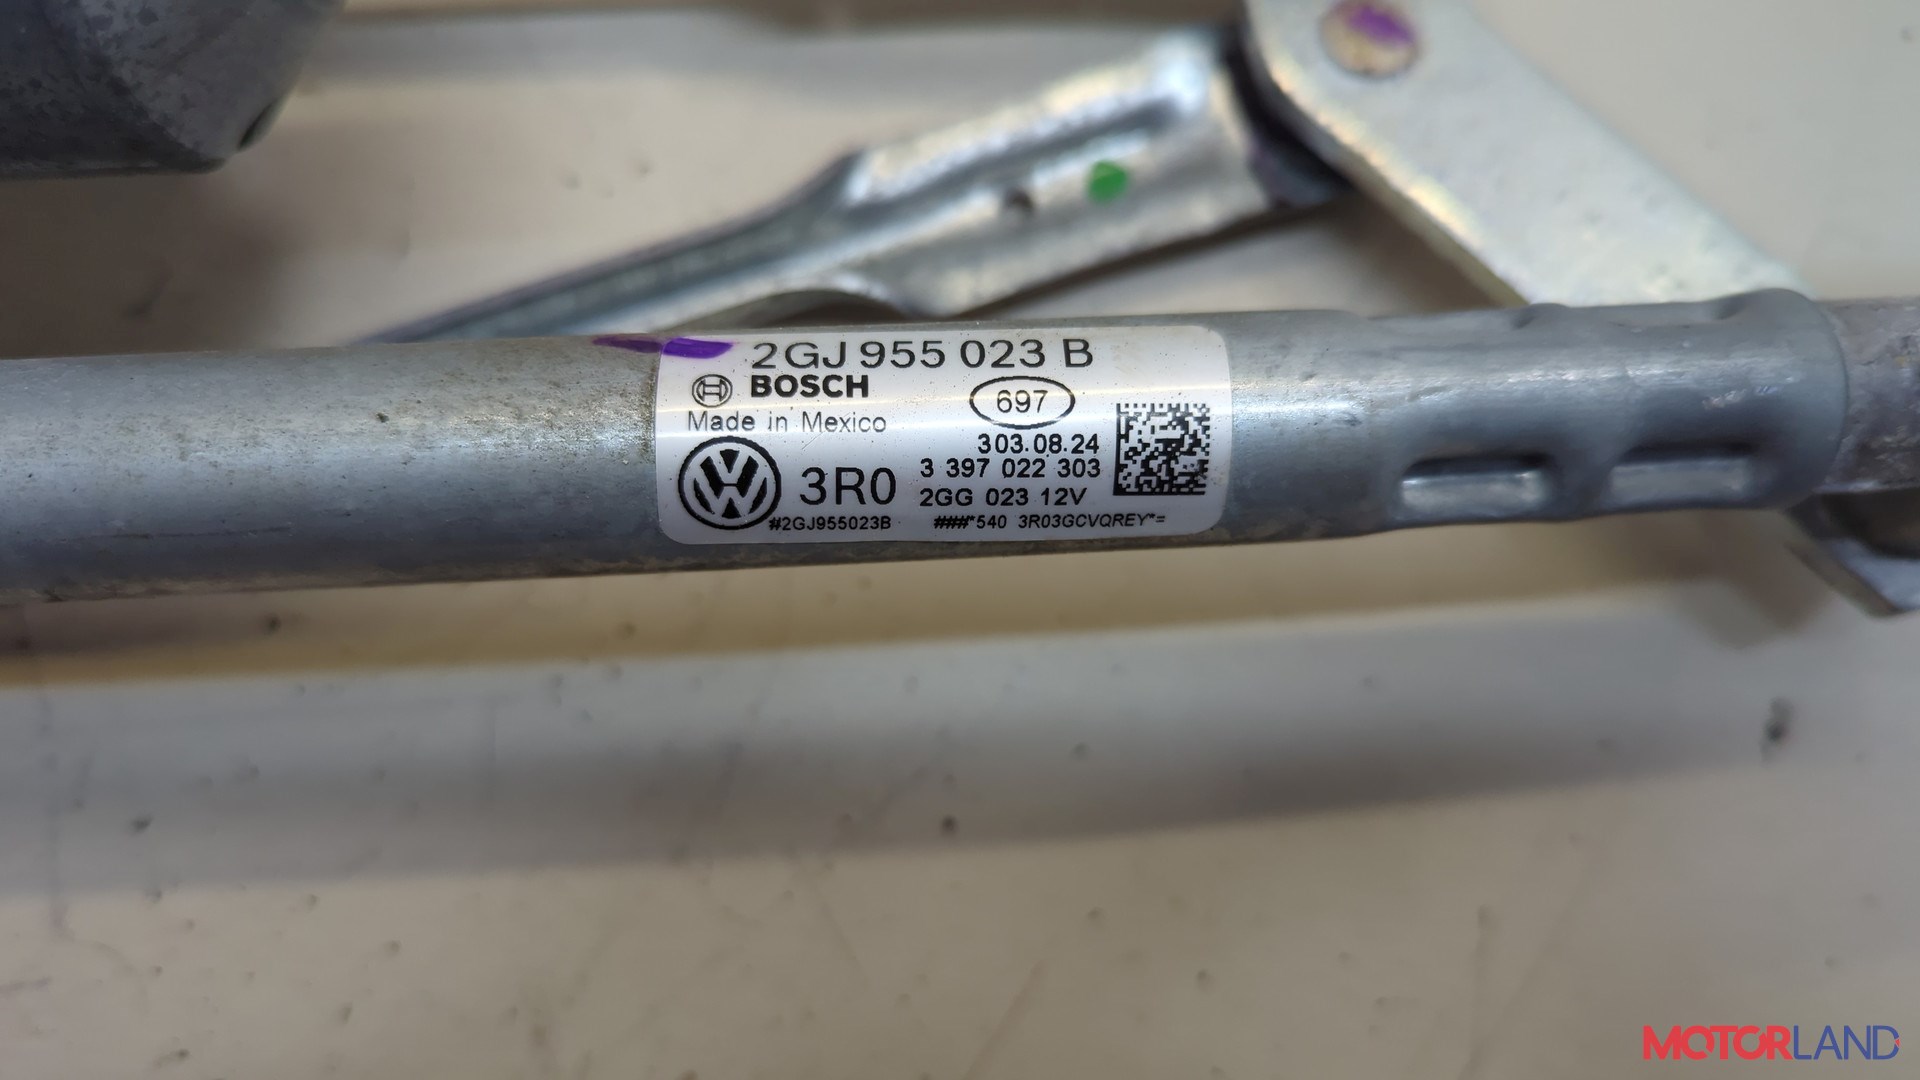 2GJ 955 023 B
BOSCH
697
Made in Mexico
303.08.24
3 397 022 303
3R0
2GG 023 12V
#2GJ955023B ###*540 3R03GCVQREY*=
MOTORLAND